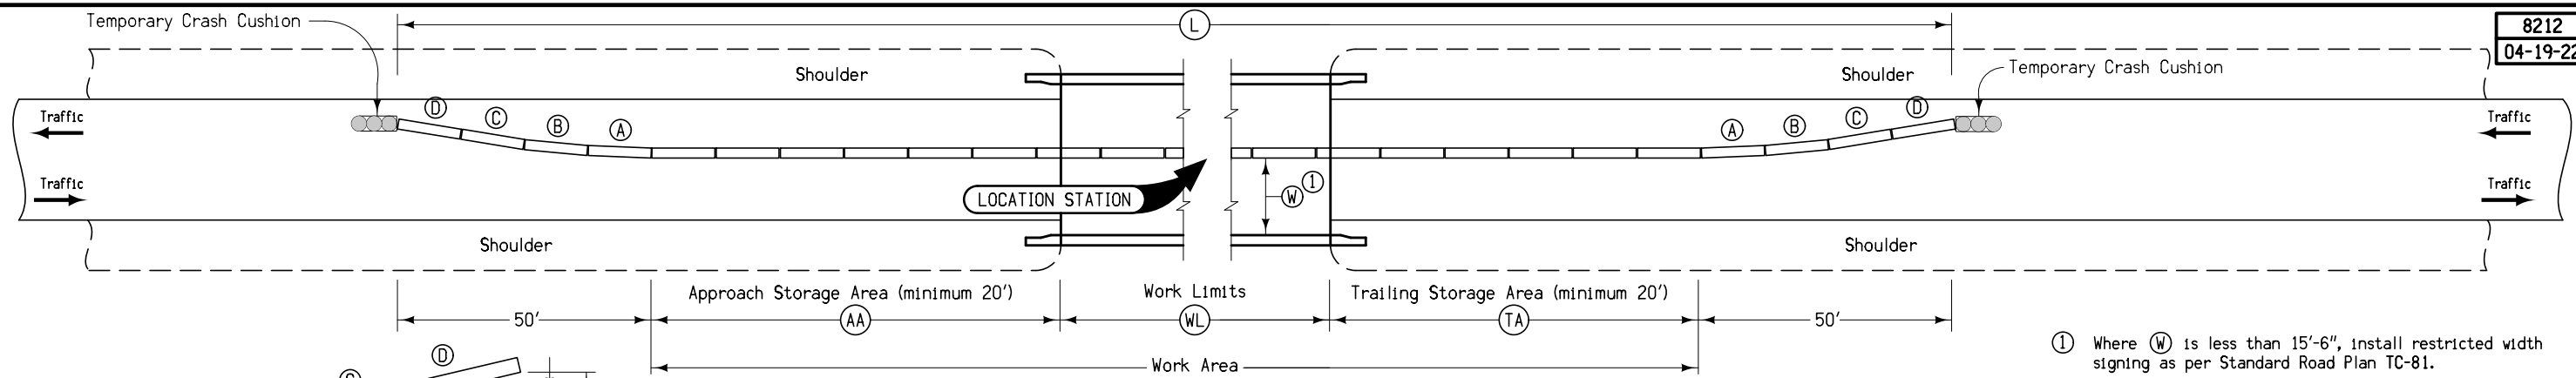 Temporary Crash Cushion
L
8212
04-19-22
Shoulder
Shoulder
Temporary Crash Cushion
D
C
B
A
A
B
C
D
Traffic
Traffic
Traffic
Traffic
LOCATION STATION
W
1
Shoulder
Shoulder
Approach Storage Area (minimum 20')
Work Limits
Trailing Storage Area (minimum 20')
50'
AA
WL
TA
50'
1 Where W is less than 15'-6", install restricted width
signing as per Standard Road Plan TC-81.
D
Work Area